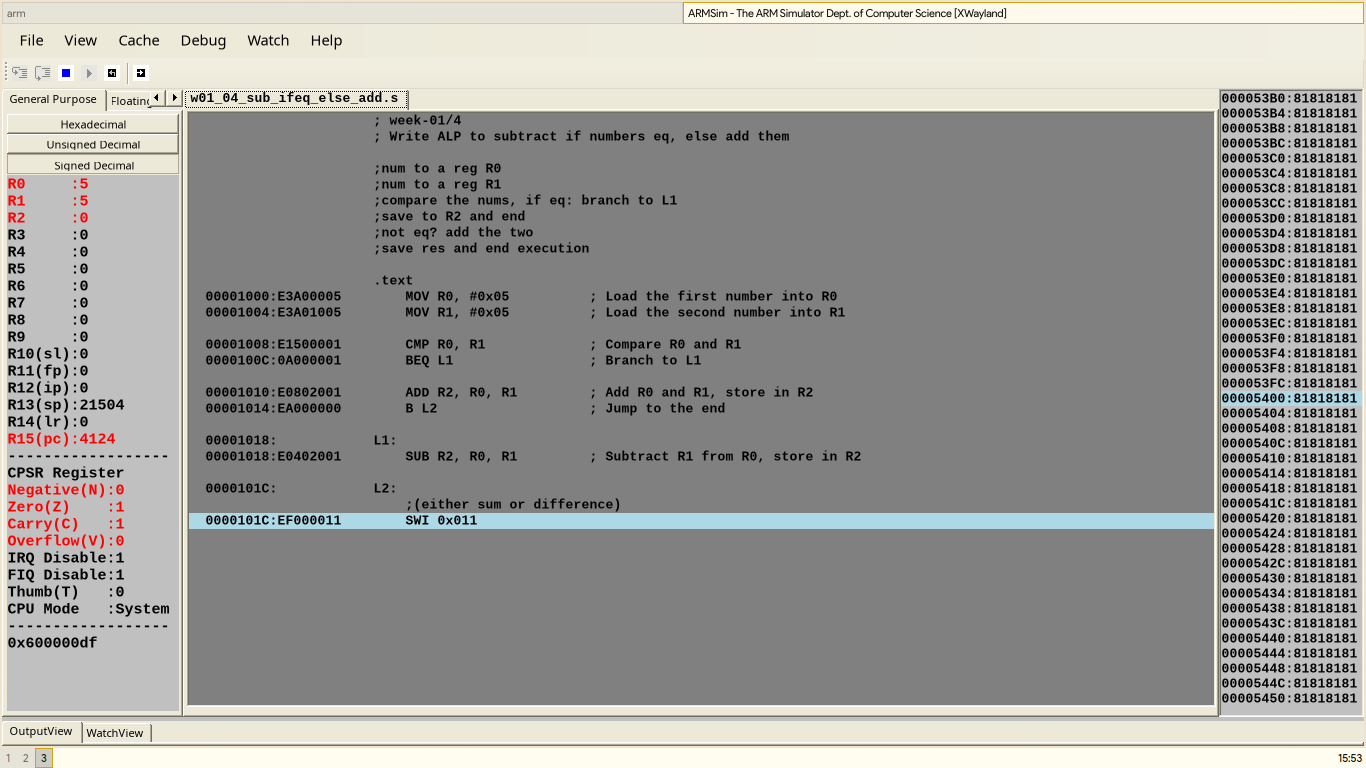 arm
ARMSim - The ARM Simulator Dept. of Computer Science [XWayland]
File View Cache Debug Watch Help
General Purpose
Floating
w01_04_sub_ifeq_else_add.s
Hexadecimal
Unsigned Decimal
Signed Decimal
R0 :5
R1 :5
R2 :0
R3 :0
R4 :0
R5 :0
R6 :0
R7 :0
R8 :0
R9 :0
R10(sl):0
R11(fp):0
R12(ip):0
R13(sp):21504
R14(lr):0
R15(pc):4124
------------------
CPSR Register
Negative(N):0
Zero(Z) :1
Carry(C) :1
Overflow(V):0
IRQ Disable:1
FIQ Disable:1
Thumb(T) :0
CPU Mode :System
------------------
0x600000df
; week-01/4
; Write ALP to subtract if numbers eq, else add them
;num to a reg R0
;num to a reg R1
;compare the nums, if eq: branch to L1
;save to R2 and end
;not eq? add the two
;save res and end execution
.text
00001000:E3A00005 MOV R0, #0x05 ; Load the first number into R0
00001004:E3A01005 MOV R1, #0x05 ; Load the second number into R1
00001008:E1500001 CMP R0, R1 ; Compare R0 and R1
0000100C:0A000001 BEQ L1 ; Branch to L1
00001010:E0802001 ADD R2, R0, R1 ; Add R0 and R1, store in R2
00001014:EA000000 B L2 ; Jump to the end
00001018: L1:
00001018:E0402001 SUB R2, R0, R1 ; Subtract R1 from R0, store in R2
0000101C: L2:
;(either sum or difference)
0000101C:EF000011 SWI 0x011
000053B0:81818181
000053B4:81818181
000053B8:81818181
000053BC:81818181
000053C0:81818181
000053C4:81818181
000053C8:81818181
000053CC:81818181
000053D0:81818181
000053D4:81818181
000053D8:81818181
000053DC:81818181
000053E0:81818181
000053E4:81818181
000053E8:81818181
000053EC:81818181
000053F0:81818181
000053F4:81818181
000053F8:81818181
000053FC:81818181
00005400:81818181
00005404:81818181
00005408:81818181
0000540C:81818181
00005410:81818181
00005414:81818181
00005418:81818181
0000541C:81818181
00005420:81818181
00005424:81818181
00005428:81818181
0000542C:81818181
00005430:81818181
00005434:81818181
00005438:81818181
0000543C:81818181
00005440:81818181
00005444:81818181
00005448:81818181
0000544C:81818181
00005450:81818181
OutputView WatchView
1 2 3
15:53